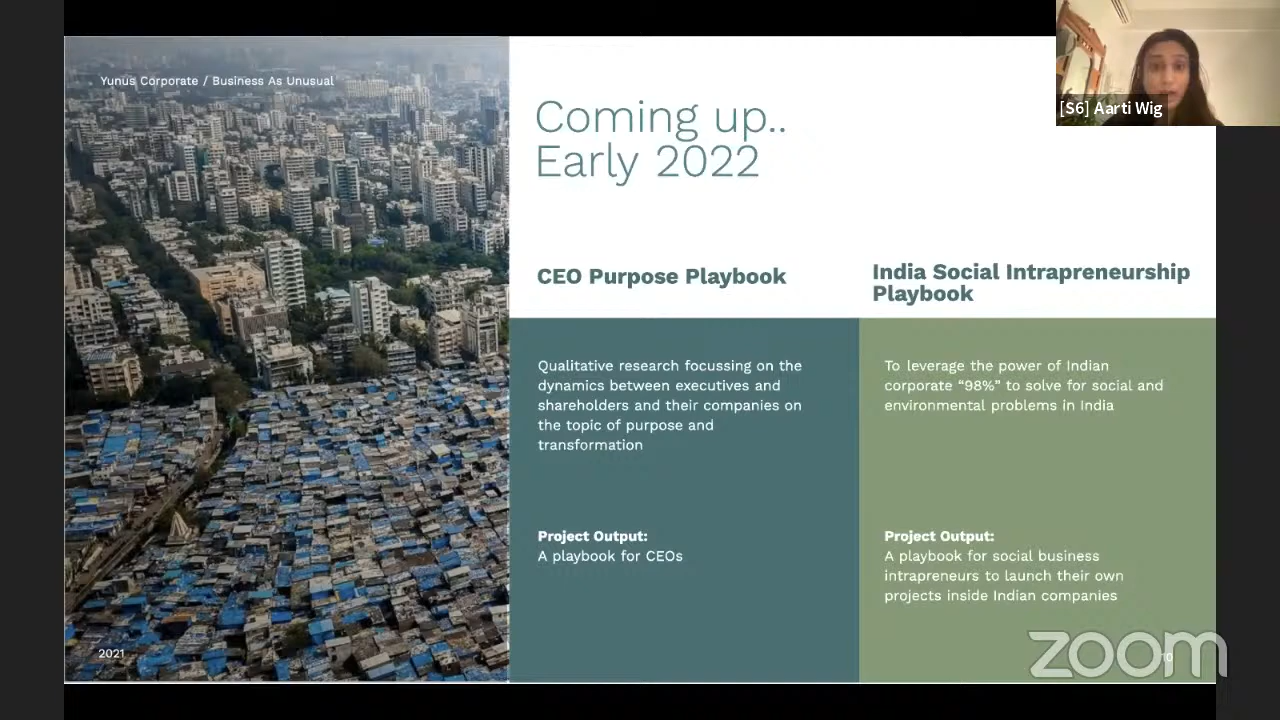 Yunus Corporate / Business As Unusual
[S6] Aarti Wig
Coming up..
Early 2022
CEO Purpose Playbook
Qualitative research focussing on the
dynamics between executives and
shareholders and their companies on
the topic of purpose and
transformation
Project Output:
A playbook for CEOs
India Social Intrapreneurship
Playbook
To leverage the power of Indian
corporate “98%” to solve for social and
environmental problems in India
Project Output:
A playbook for social business
intrapreneurs to launch their own
projects inside Indian companies
2021
10
zoom